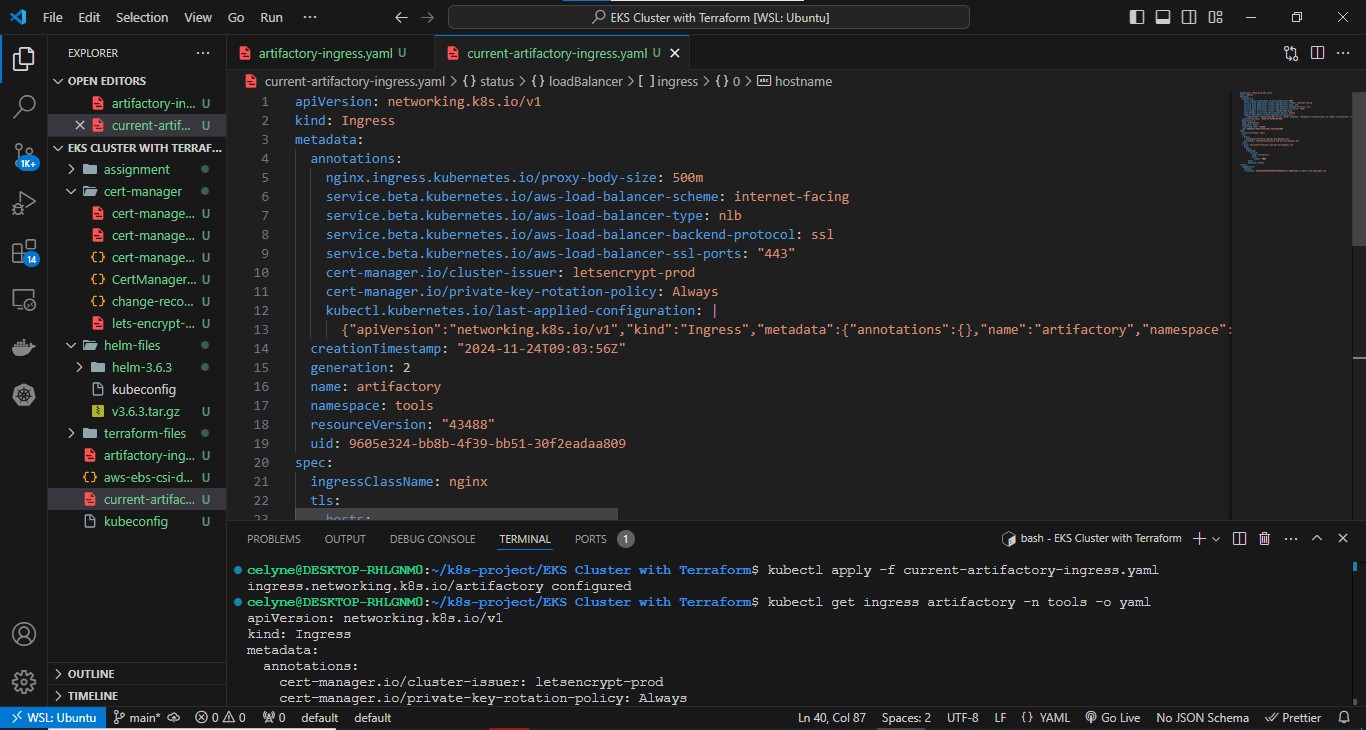 File Edit Selection View Go Run ··· EKS Cluster with Terraform [WSL: Ubuntu]
EXPLORER
OPEN EDITORS
artifactory-in... U
current-artif... U
EKS CLUSTER WITH TERRAF...
assignment
cert-manager
cert-manage... U
cert-manage... U
cert-manage... U
CertManager... U
change-reco... U
lets-encrypt-... U
helm-files
helm-3.6.3
kubeconfig
v3.6.3.tar.gz U
terraform-files
artifactory-ing... U
aws-ebs-csi-d... U
current-artifac... U
kubeconfig U
OUTLINE
TIMELINE
1K+
14
artifactory-ingress.yaml U
current-artifactory-ingress.yaml U
current-artifactory-ingress.yaml > {} status > {} loadBalancer > [ ] ingress > {} 0 > abc hostname
1 apiVersion: networking.k8s.io/v1
2 kind: Ingress
3 metadata:
4 annotations:
5 nginx.ingress.kubernetes.io/proxy-body-size: 500m
6 service.beta.kubernetes.io/aws-load-balancer-scheme: internet-facing
7 service.beta.kubernetes.io/aws-load-balancer-type: nlb
8 service.beta.kubernetes.io/aws-load-balancer-backend-protocol: ssl
9 service.beta.kubernetes.io/aws-load-balancer-ssl-ports: "443"
10 cert-manager.io/cluster-issuer: letsencrypt-prod
11 cert-manager.io/private-key-rotation-policy: Always
12 kubectl.kubernetes.io/last-applied-configuration: |
13 {"apiVersion":"networking.k8s.io/v1","kind":"Ingress","metadata":{"annotations":{},"name":"artifactory","namespace":
14 creationTimestamp: "2024-11-24T09:03:56Z"
15 generation: 2
16 name: artifactory
17 namespace: tools
18 resourceVersion: "43488"
19 uid: 9605e324-bb8b-4f39-bb51-30f2eadaa809
20 spec:
21 ingressClassName: nginx
22 tls:
23 hosts:
PROBLEMS OUTPUT DEBUG CONSOLE TERMINAL PORTS 1 bash - EKS Cluster with Terraform
celyne@DESKTOP-RHLGNM0:~/k8s-project/EKS Cluster with Terraform$ kubectl apply -f current-artifactory-ingress.yaml
ingress.networking.k8s.io/artifactory configured
celyne@DESKTOP-RHLGNM0:~/k8s-project/EKS Cluster with Terraform$ kubectl get ingress artifactory -n tools -o yaml
apiVersion: networking.k8s.io/v1
kind: Ingress
metadata:
annotations:
cert-manager.io/cluster-issuer: letsencrypt-prod
cert-manager.io/private-key-rotation-policy: Always
WSL: Ubuntu main* 0 0 0 default default Ln 40, Col 87 Spaces: 2 UTF-8 LF {} YAML Go Live No JSON Schema Prettier